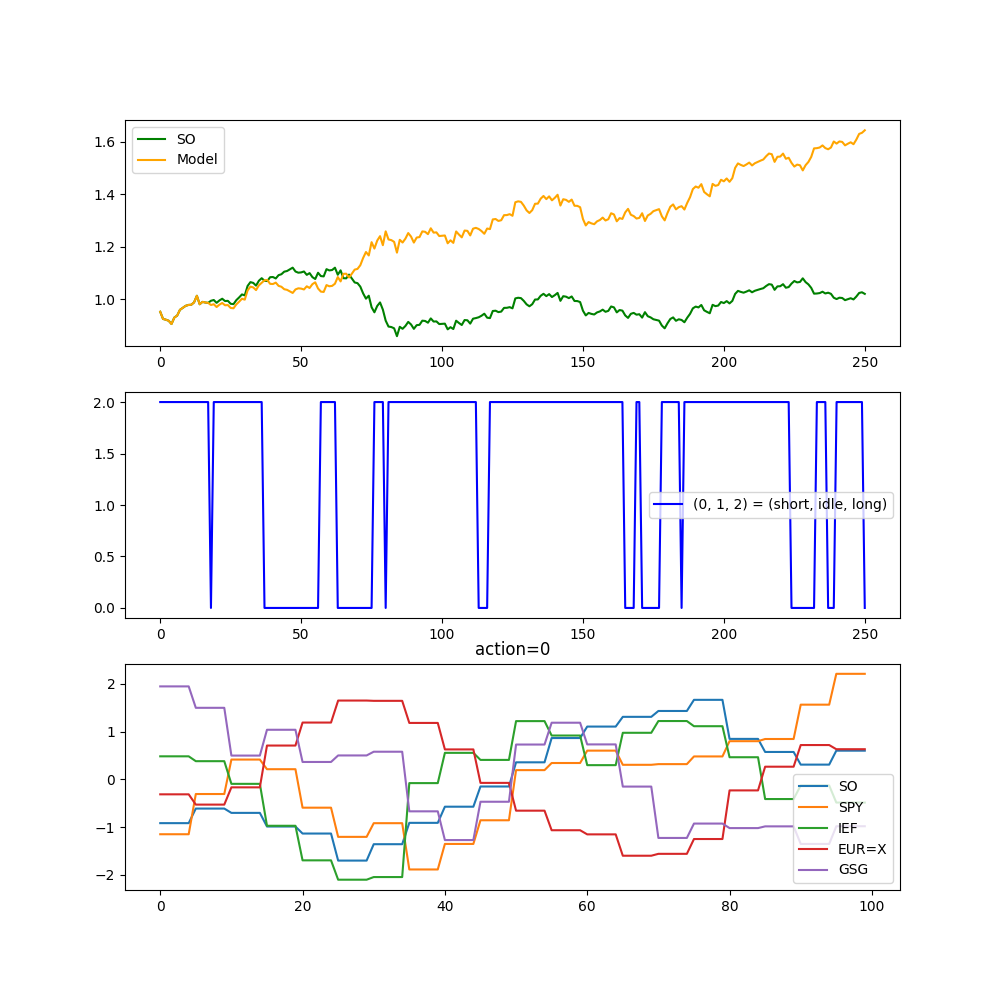 SO
Model
1.6
1.4
1.2
1.0
0 50 100 150 200 250
2.0
1.5
1.0
0.5
0.0
(0, 1, 2) = (short, idle, long)
0 50 100 150 200 250
action=0
2
1
0
−1
−2
SO
SPY
IEF
EUR=X
GSG
0 20 40 60 80 100